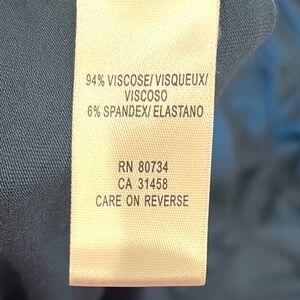 94% VISCOSE/ VISQUEUX/
VISCOSO
6% SPANDEX/ ELASTANO
RN 80734
CA 31458
CARE ON REVERSE